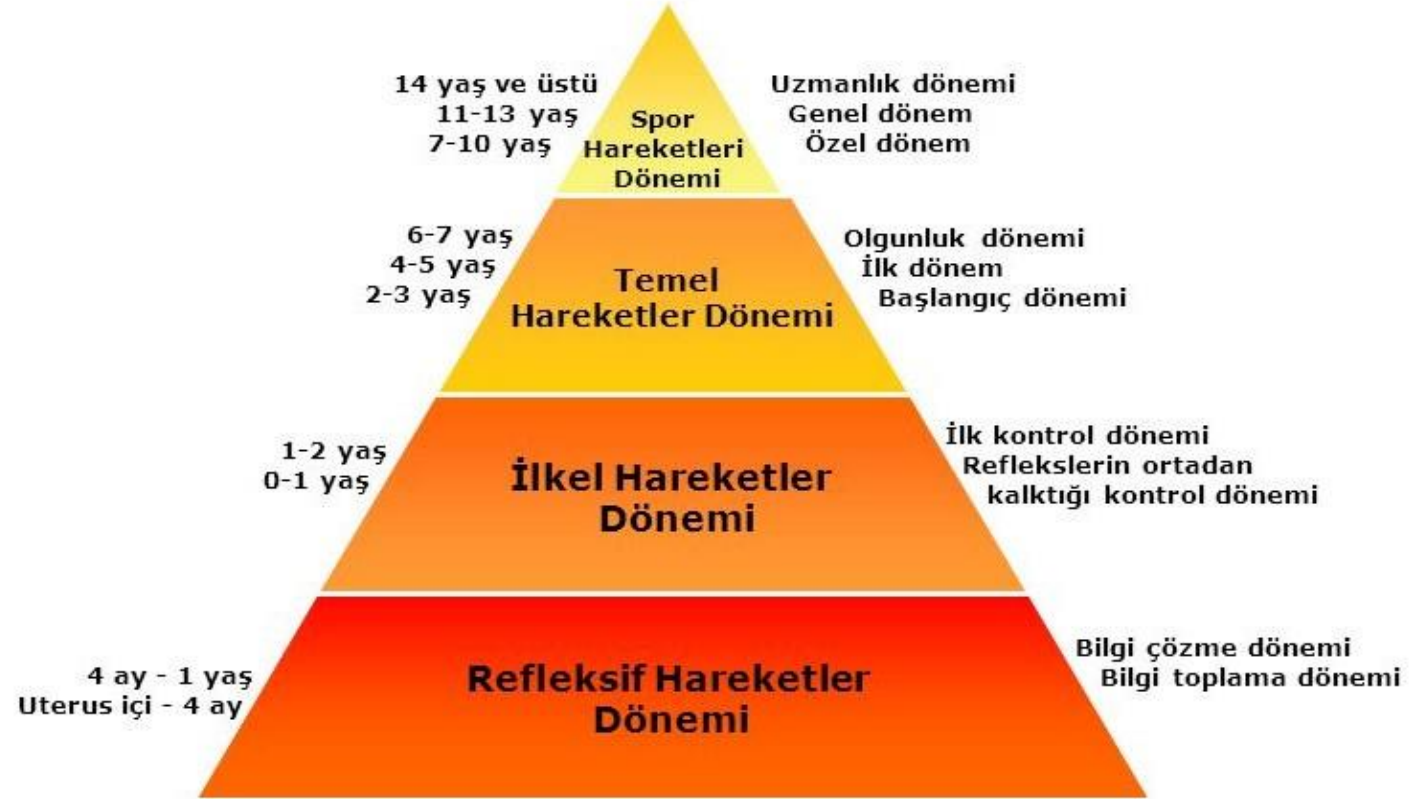 14 yaş ve üstü
11-13 yaş
7-10 yaş
Spor
Hareketleri
Dönemi
Uzmanlık dönemi
Genel dönem
Özel dönem
6-7 yaş
4-5 yaş
2-3 yaş
Temel
Hareketler Dönemi
Olgunluk dönemi
İlk dönem
Başlangıç dönemi
1-2 yaş
0-1 yaş
İlkel Hareketler
Dönemi
İlk kontrol dönemi
Reflekslerin ortadan
kalktığı kontrol dönemi
4 ay - 1 yaş
Uterus içi - 4 ay
Refleksif Hareketler
Dönemi
Bilgi çözme dönemi
Bilgi toplama dönemi